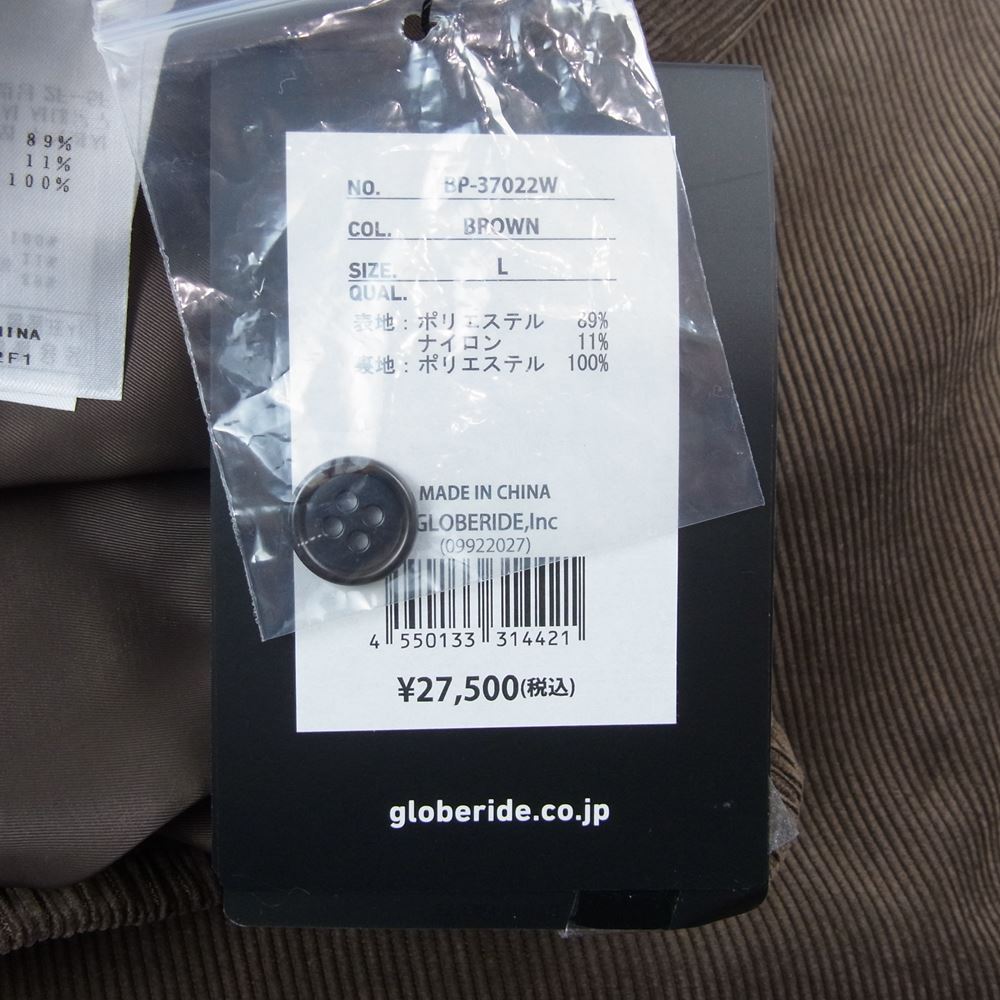 89%
11%
100%
NO. BP-37022W
COL. BROWN
SIZE. L
QUAL.
表地:ポリエステル 89%
ナイロン 11%
裏地:ポリエステル 100%
MADE IN CHINA
GLOBERIDE,Inc
(09922027)
4 550133 314421
¥27,500(税込)
globeride.co.jp